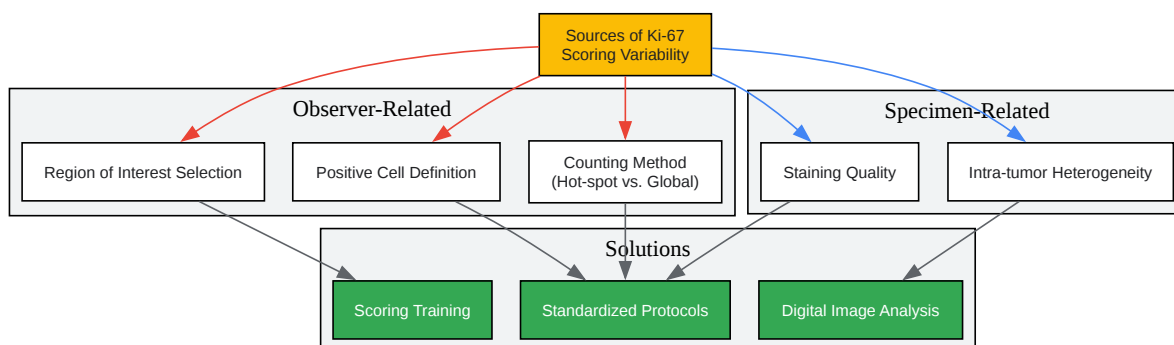 Sources of Ki-67
Scoring Variability
Observer-Related
Specimen-Related
Region of Interest Selection
Positive Cell Definition
Counting Method
(Hot-spot vs. Global)
Staining Quality
Intra-tumor Heterogeneity
Solutions
Scoring Training
Standardized Protocols
Digital Image Analysis